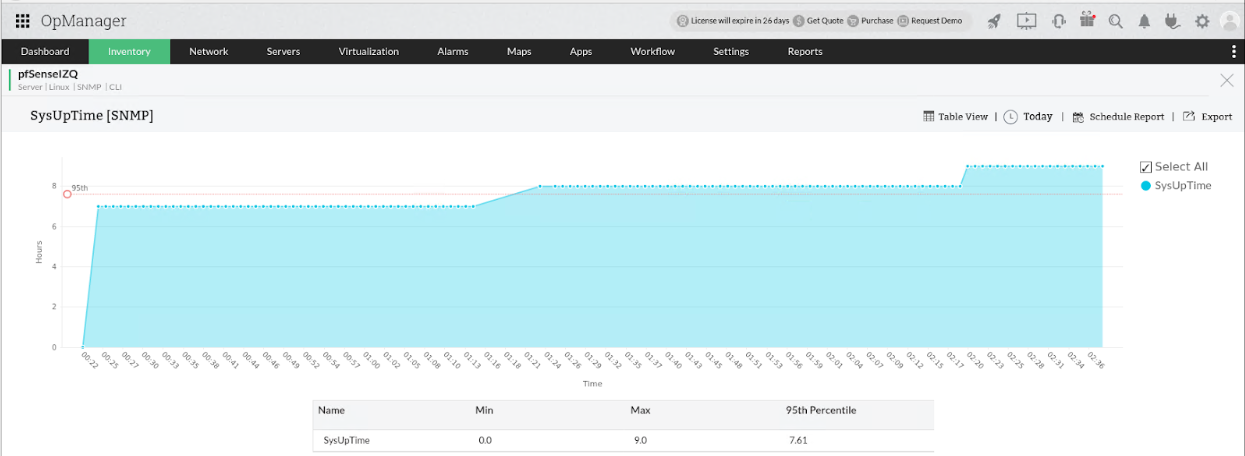 OpManager
License will expire in 26 days Get Quote Purchase Request Demo
Dashboard Inventory Network Servers Virtualization Alarms Maps Apps Workflow Settings Reports
pfSenseIZQ
Server | Linux | SNMP | CLI
SysUpTime [SNMP]
Table View | Today | Schedule Report | Export
Select All
SysUpTime
95th
8
6
4
2
0
Hours
00:22 00:25 00:27 00:30 00:33 00:36 00:38 00:41 00:44 00:46 00:49 00:52 00:54 00:57 01:00 01:02 01:05 01:08 01:10 01:13 01:16 01:18 01:21 01:24 01:26 01:29 01:32 01:35 01:37 01:40 01:43 01:45 01:48 01:51 01:53 01:56 01:59 02:01 02:04 02:07 02:09 02:12 02:15 02:17 02:20 02:23 02:25 02:28 02:31 02:34 02:36
Time
Name Min Max 95th Percentile
SysUpTime 0.0 9.0 7.61